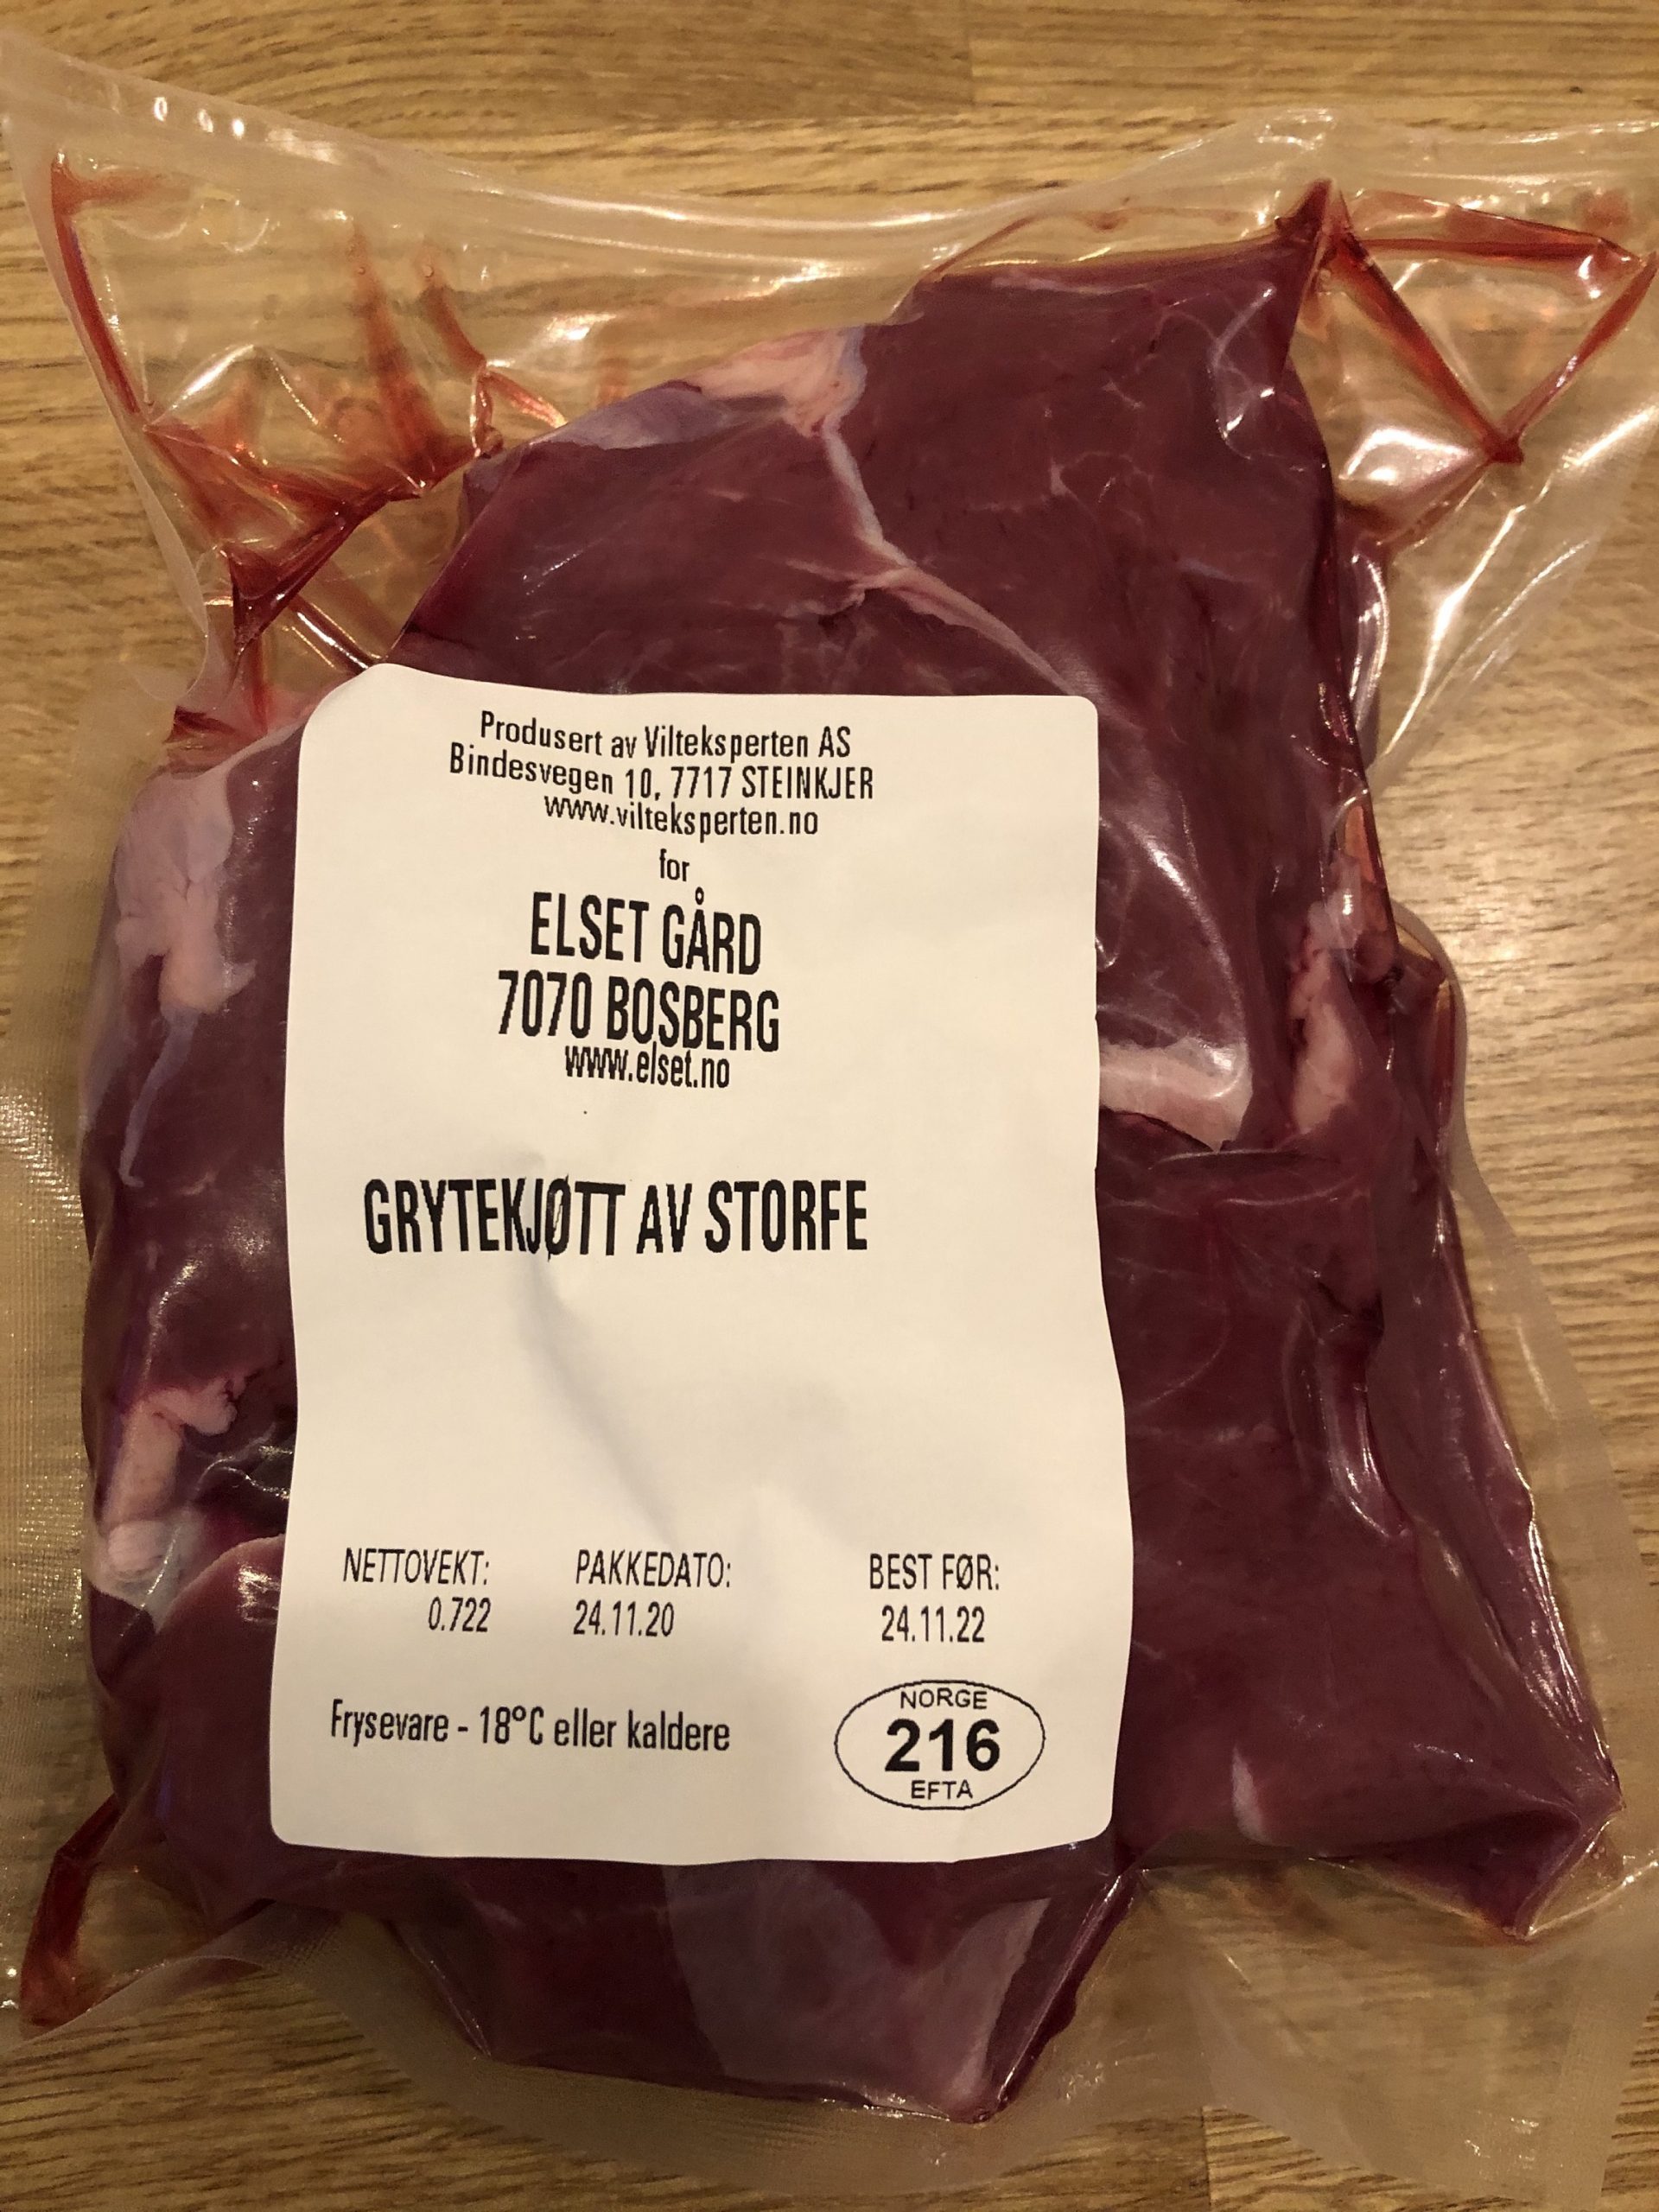 Produsert av Vilteksperten AS
Bindesvegen 10, 7717 STEINKJER
www.vilteksperten.no
for
ELSET GÅRD
7070 BOSBERG
www.elset.no
GRYTEKJØTT AV STORFE
NETTOVEKT: PAKKEDATO: BEST FØR:
0.722 24.11.20 24.11.22
Frysevare - 18°C eller kaldere
NORGE
216
EFTA